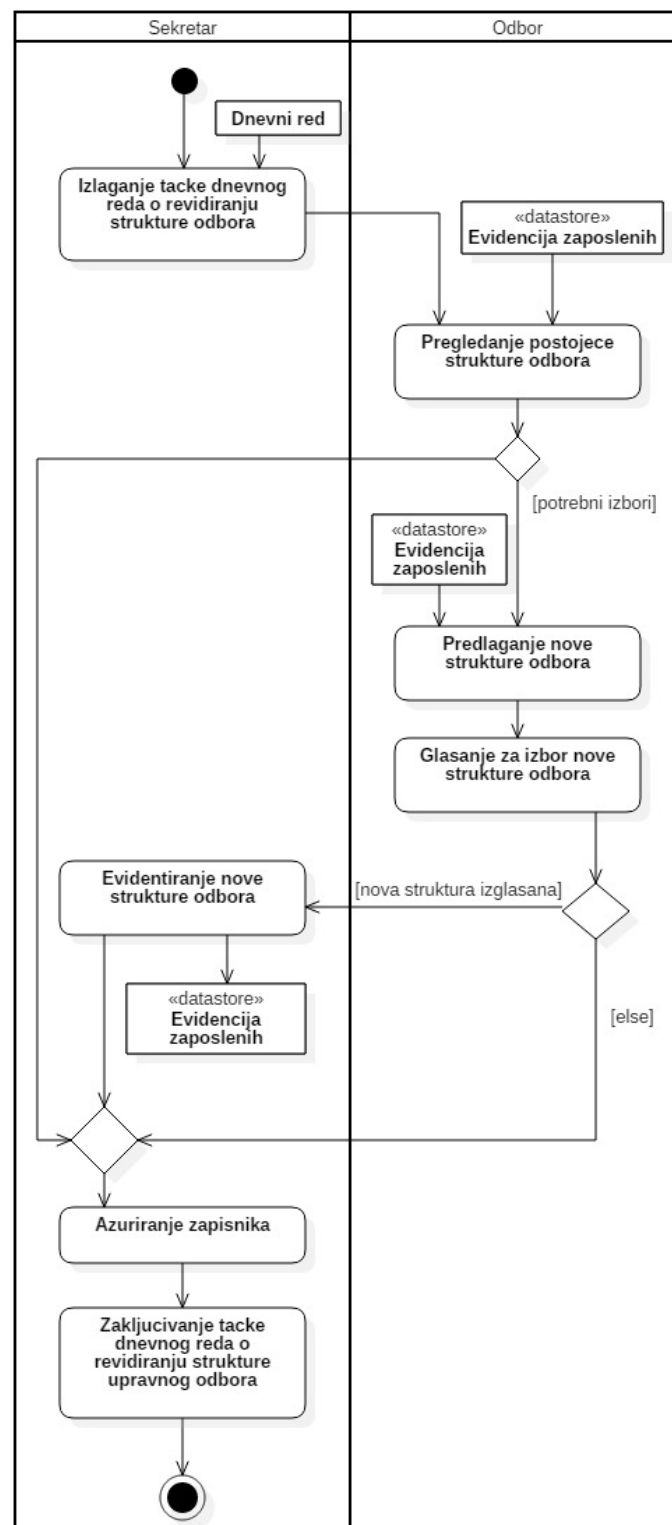 Sekretar
Odbor
Dnevni red
Izlaganje tacke dnevnog
reda o revidiranju
strukture odbora
«datastore»
Evidencija zaposlenih
Pregledanje postojece
strukture odbora
[potrebni izbori]
«datastore»
Evidencija
zaposlenih
Predlaganje nove
strukture odbora
Glasanje za izbor nove
strukture odbora
Evidentiranje nove
strukture odbora
[nova struktura izglasana]
«datastore»
Evidencija
zaposlenih
[else]
Azuriranje zapisnika
Zakljucivanje tacke
dnevnog reda o
revidiranju strukture
upravnog odbora